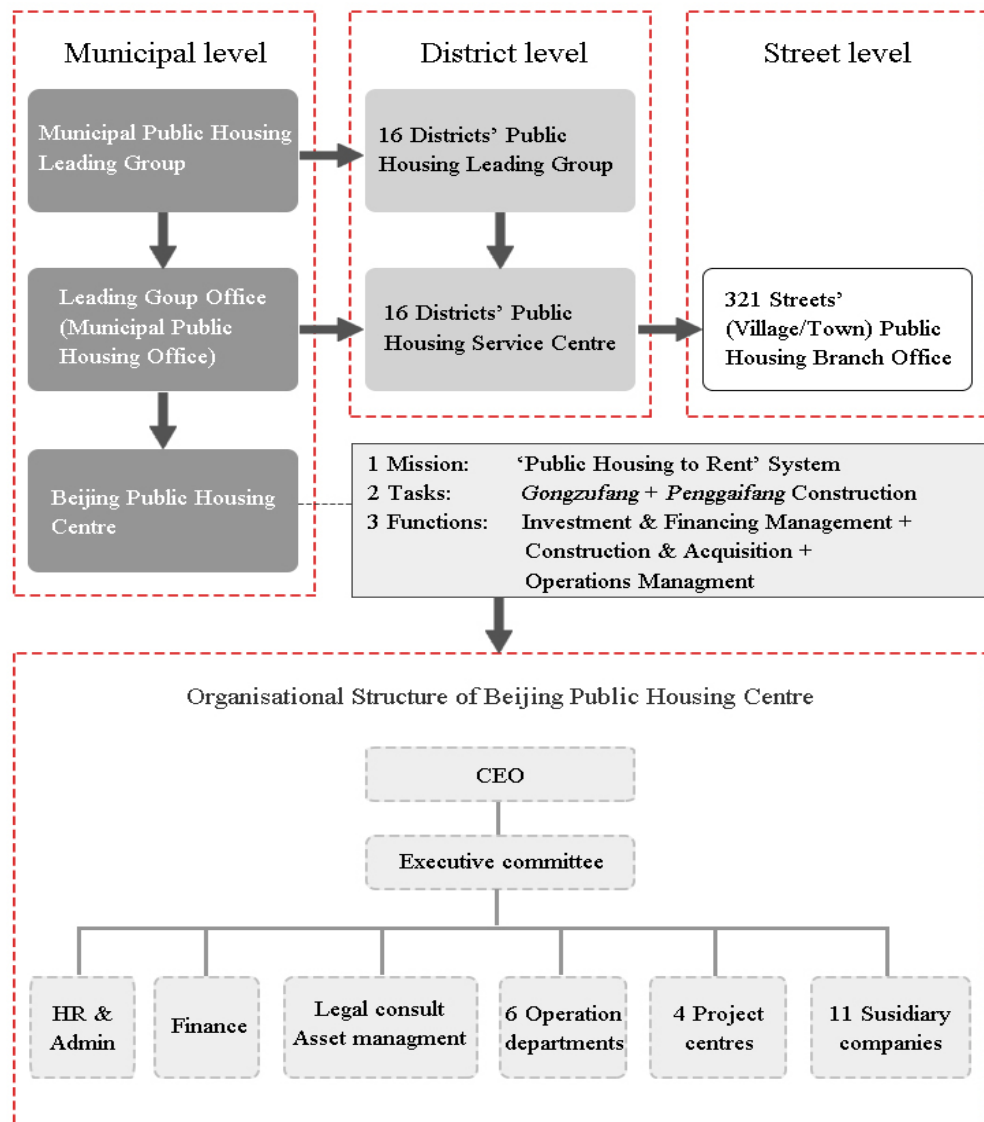 Municipal level
Municipal Public Housing
Leading Group
Leading Goup Office
(Municipal Public
Housing Office)
Beijing Public Housing
Centre
District level
16 Districts’ Public
Housing Leading Group
16 Districts’ Public
Housing Service Centre
Street level
321 Streets’
(Village/Town) Public
Housing Branch Office
1 Mission: ‘Public Housing to Rent’ System
2 Tasks: Gongzufang + Penggaifang Construction
3 Functions: Investment & Financing Management +
Construction & Acquisition +
Operations Managment
Organisational Structure of Beijing Public Housing Centre
CEO
Executive committee
HR &
Admin
Finance
Legal consult
Asset managment
6 Operation
departments
4 Project
centres
11 Susidiary
companies